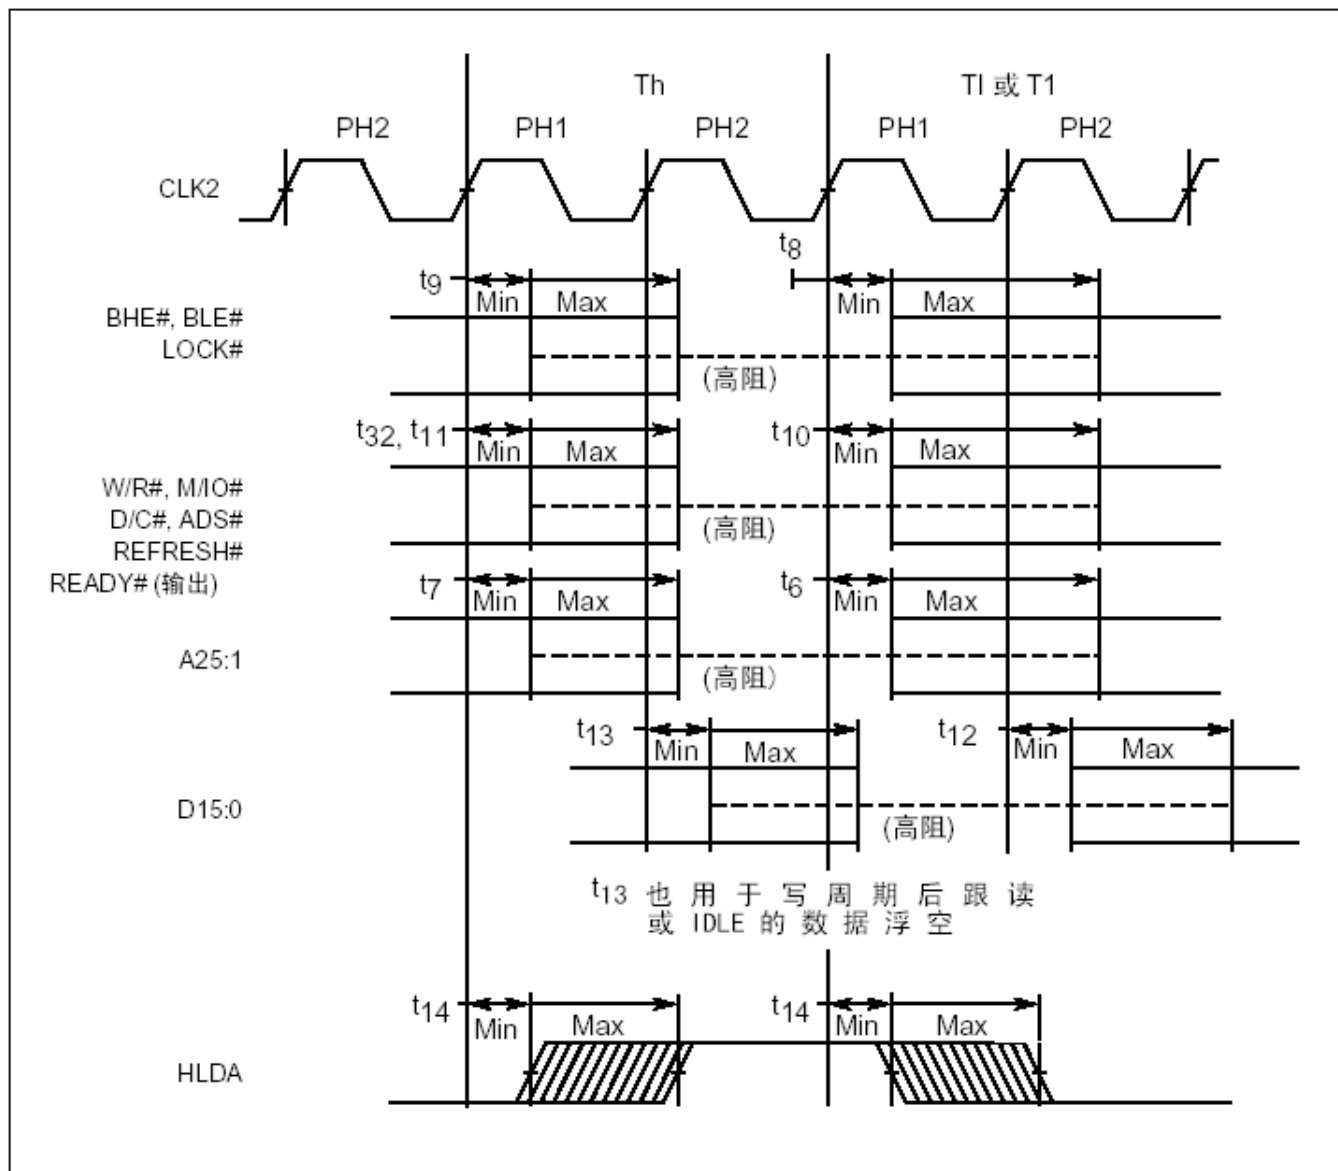 Th TI 或 T1
PH2 PH1 PH2 PH1 PH2
CLK2
t8
t9 Min Max Min Max
BHE#, BLE#
LOCK#
(高阻)
t32, t11 Min Max t10 Min Max
W/R#, M/IO#
D/C#, ADS#
(高阻)
REFRESH#
READY# (输出)
t7 Min Max t6 Min Max
A25:1
(高阻)
t13 Min Max t12 Min Max
D15:0
(高阻)
t13 也用于写周期后跟读
或 IDLE 的数据浮空
t14 Min Max t14 Min Max
HLDA